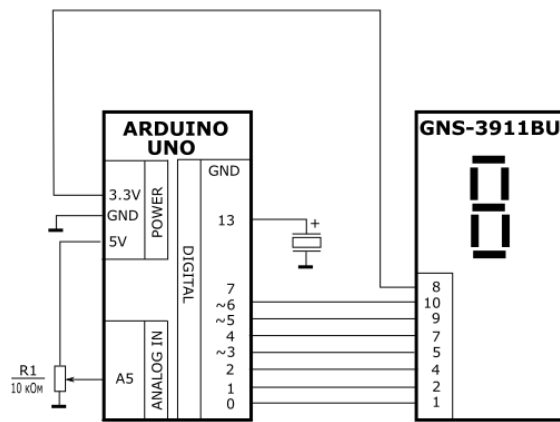 ARDUINO
UNO
GNS-3911BU
GND
3.3V
GND
5V
POWER
DIGITAL
13
+
7
~6
~5
4
~3
2
1
0
8
10
9
7
5
4
2
1
R1
10 кОм
A5
ANALOG IN